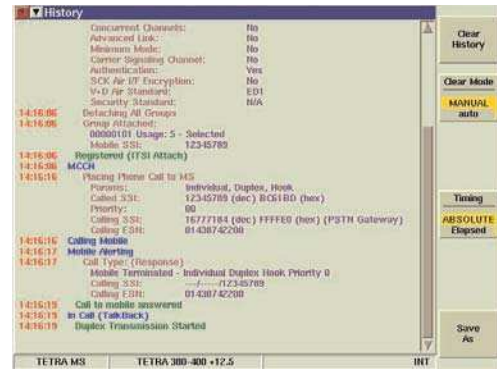 History
Concurrent Channels: No
Advanced Link: No
Minimum Mode: No
Carrier Signaling Channel: No
Authentication: Yes
SCK Air I/F Encryption: No
V+D Air Standard: ED1
Security Standard: N/A
14:16:06 Detaching All Groups
14:16:06 Group Attached:
00000101 Usage: 5 - Selected
Mobile SSI: 12345789
14:16:06 Registered (ITSI Attach)
14:16:06 MCCH
14:16:16 Placing Phone Call to MS
Params: Individual, Duplex, Hook
Called SSI: 12345789 (dec) BC61BD (hex)
Priority: 00
Calling SSI: 16777184 (dec) FFFFE0 (hex) (PSTN Gateway)
Calling ESN: 01438742200
14:16:16 Calling Mobile
14:16:17 Mobile Alerting
14:16:17 Call Type: (Response)
Mobile Terminated - Individual Duplex Hook Priority 0
Calling SSI: ---/----/12345789
Calling ESN: 01438742200
14:16:19 Call to mobile answered
14:16:19 In Call (TalkBack)
14:16:19 Duplex Transmission Started
Clear
History
Clear Mode
MANUAL
auto
Timing
ABSOLUTE
Elapsed
Save
As
TETRA MS TETRA 380-400 +12.5 INT